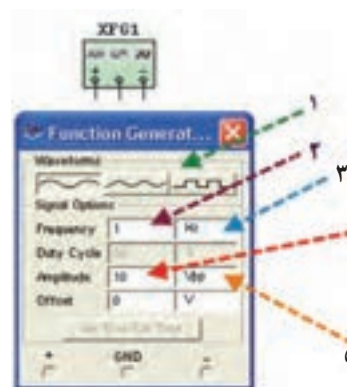 XFG1
Function Generat...
Waveforms
Signal Options
Frequency 1 Hz
Duty Cycle
Amplitude 10 Vpp
Offset 0 V
+ GND -
۱
۲
۳